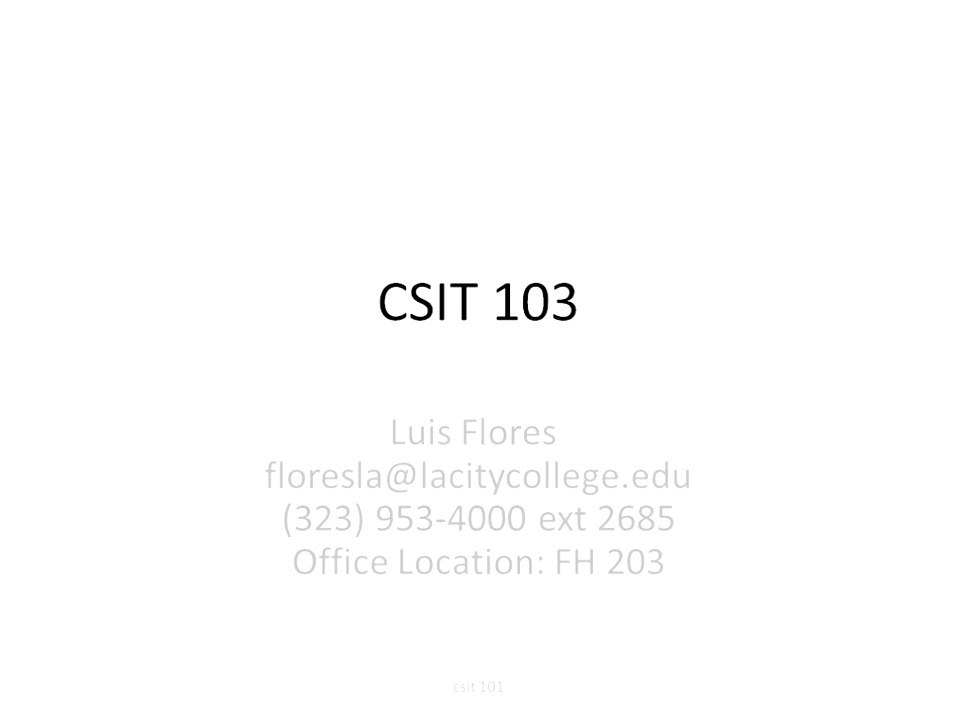 CSIT 103
Luis Flores
floresla@lacitycollege.edu
(323) 953-4000 ext 2685
Office Location: FH 203
csit 101